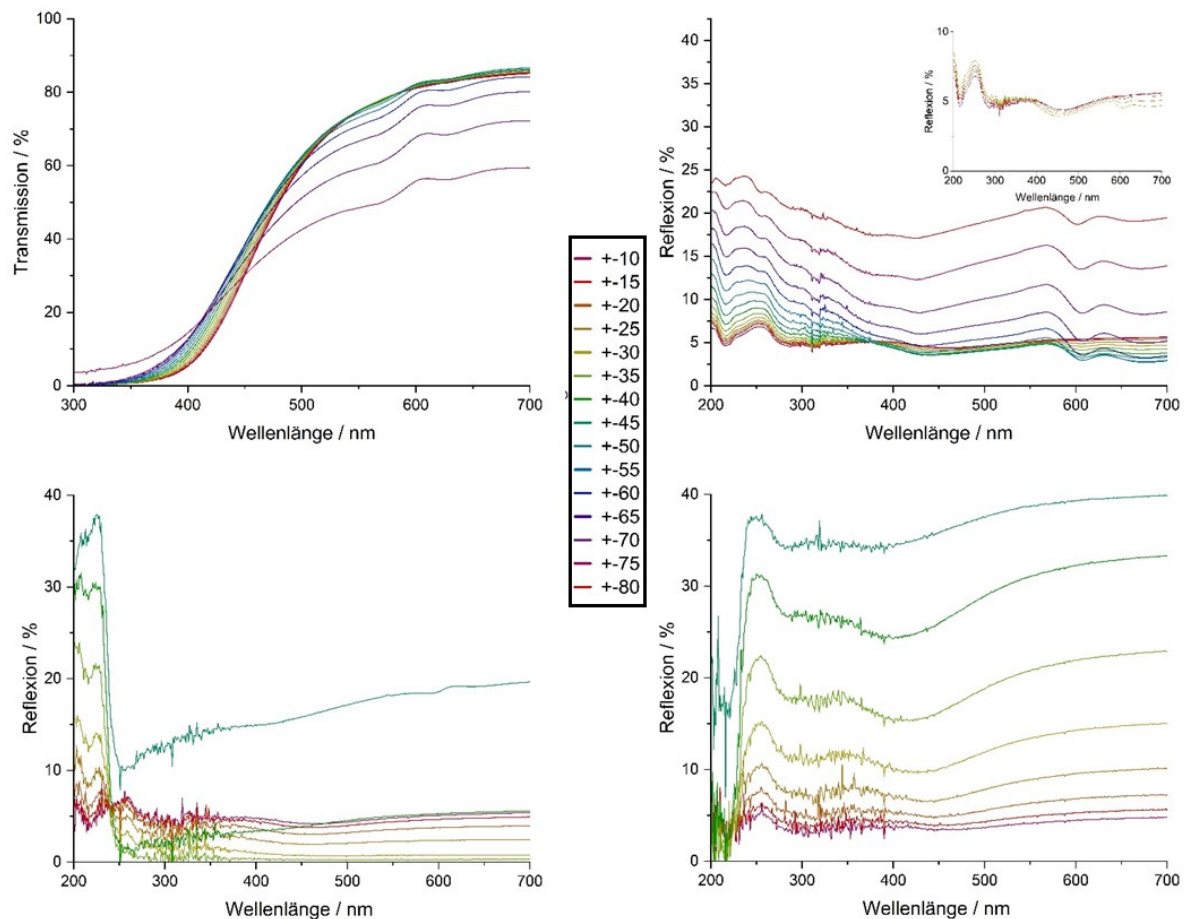 100
80
60
40
20
0
Transmission / %
300 400 500 600 700
Wellenlänge / nm
40
35
30
25
20
15
10
5
0
Reflexion / %
200 300 400 500 600 700
Wellenlänge / nm
10
5
0
Reflexion / %
200 300 400 500 600 700
Wellenlänge / nm
+-10
+-15
+-20
+-25
+-30
+-35
+-40
+-45
+-50
+-55
+-60
+-65
+-70
+-75
+-80
40
30
20
10
0
Reflexion / %
200 300 400 500 600 700
Wellenlänge / nm
40
30
20
10
0
Reflexion / %
200 300 400 500 600 700
Wellenlänge / nm